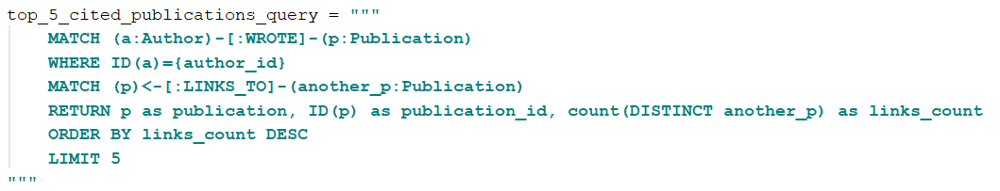 top_5_cited_publications_query = """
    MATCH (a:Author)-[:WROTE]-(p:Publication)
    WHERE ID(a)={author_id}
    MATCH (p)<-[:LINKS_TO]-(another_p:Publication)
    RETURN p as publication, ID(p) as publication_id, count(DISTINCT another_p) as links_count
    ORDER BY links_count DESC
    LIMIT 5
"""